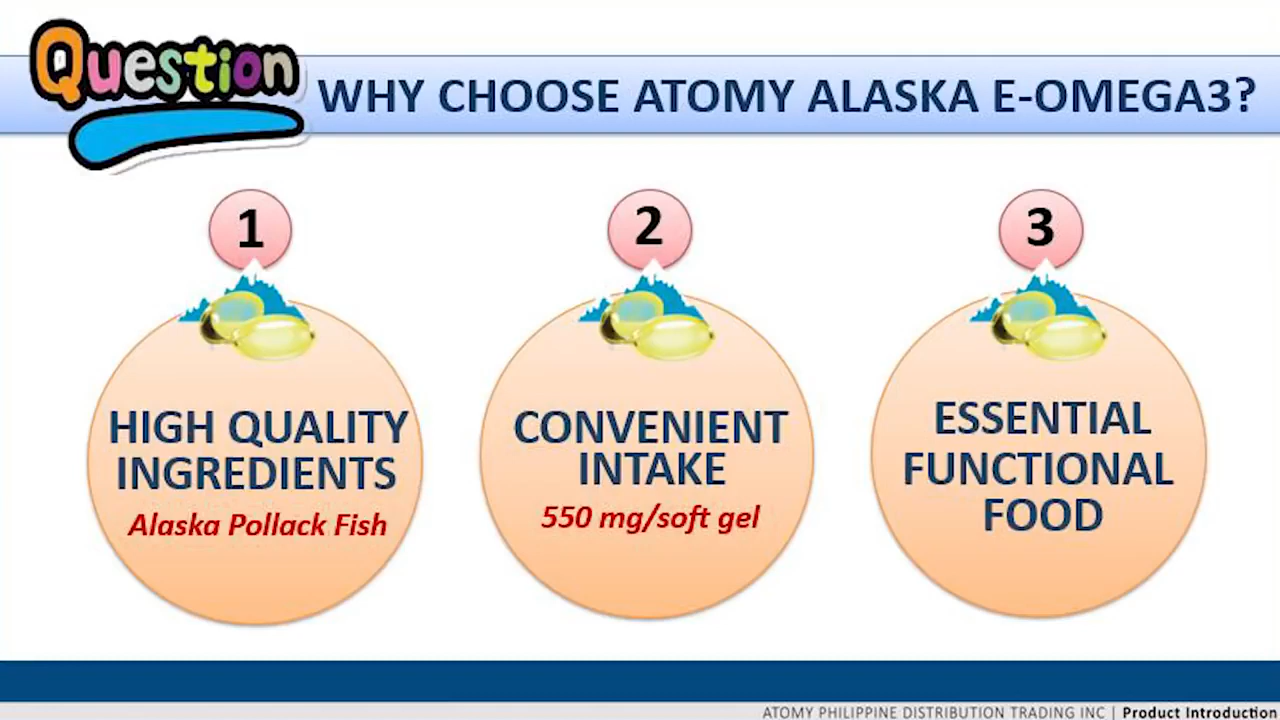 Question
WHY CHOOSE ATOMY ALASKA E-OMEGA3?
1
HIGH QUALITY
INGREDIENTS
Alaska Pollack Fish
2
CONVENIENT
INTAKE
550 mg/soft gel
3
ESSENTIAL
FUNCTIONAL
FOOD
ATOMY PHILIPPINE DISTRIBUTION TRADING INC | Product Introduction